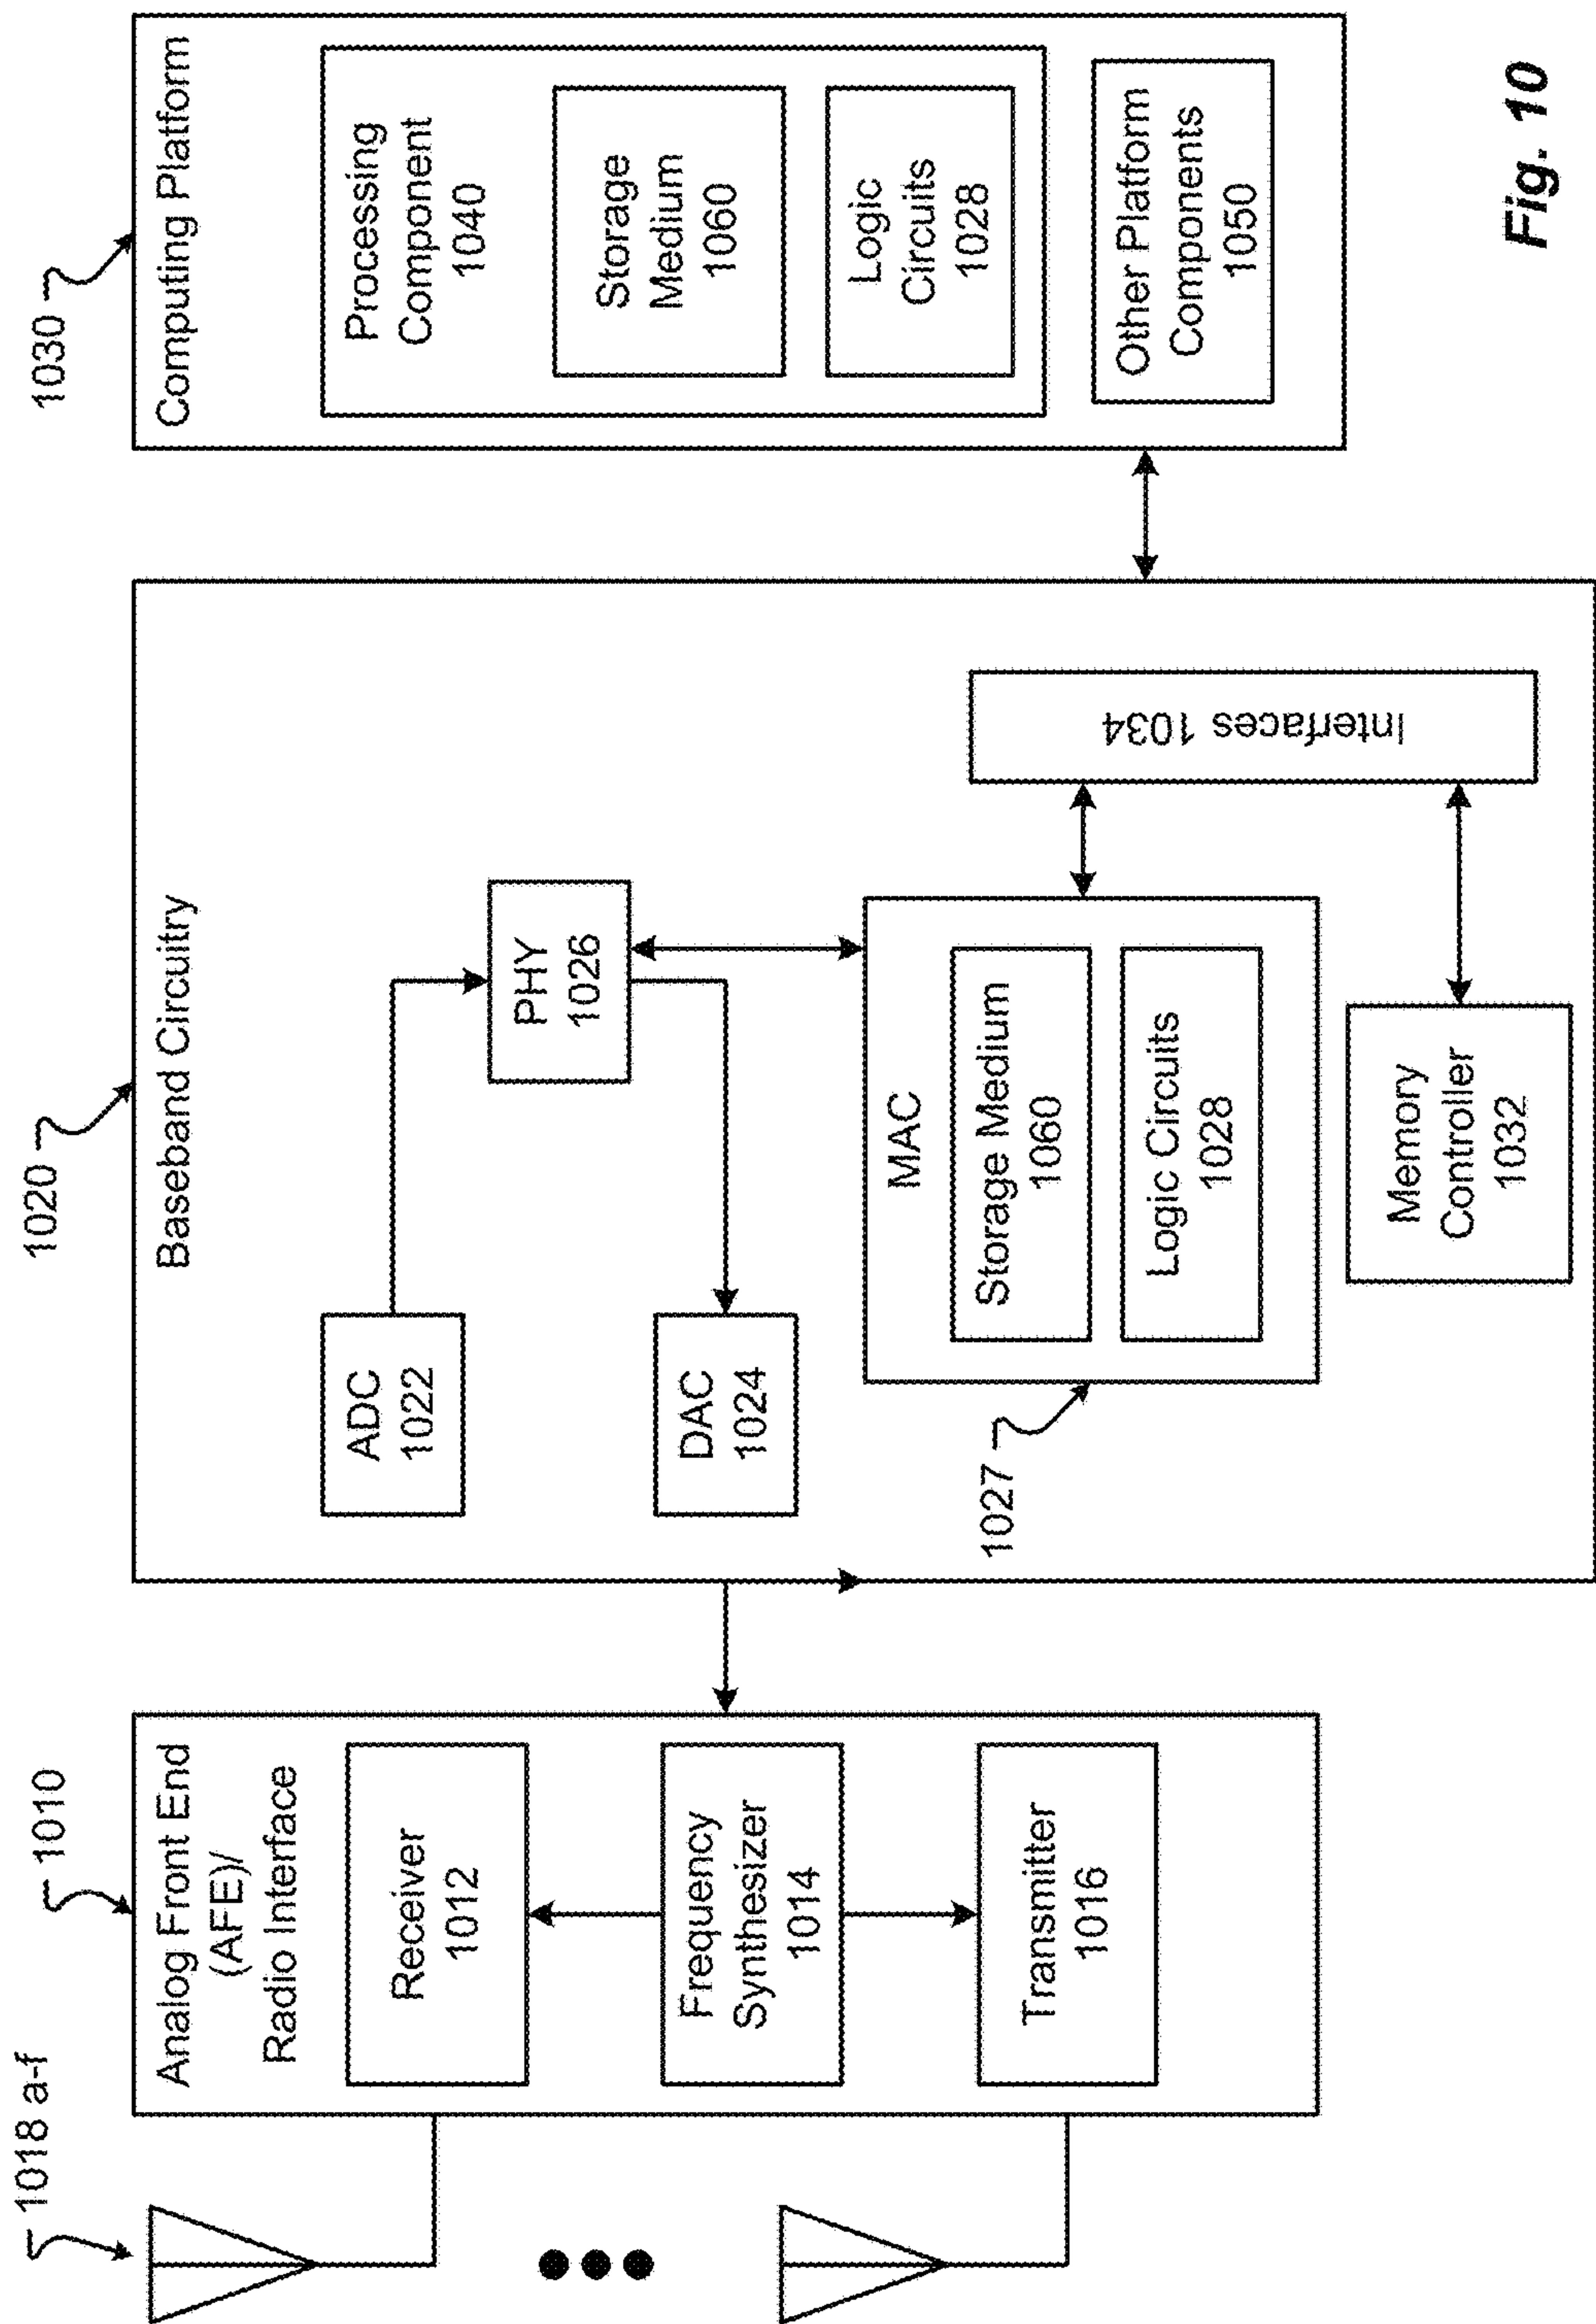 1018 a-f
1010
Analog Front End
(AFE)/
Radio Interface
Receiver
1012
Frequency
Synthesizer
1014
Transmitter
1016
1020
Baseband Circuitry
ADC
1022
DAC
1024
PHY
1026
1027
MAC
Storage Medium
1060
Logic Circuits
1028
Memory
Controller
1032
Interfaces 1034
1030
Computing Platform
Processing
Component
1040
Storage
Medium
1060
Logic
Circuits
1028
Other Platform
Components
1050
Fig. 10